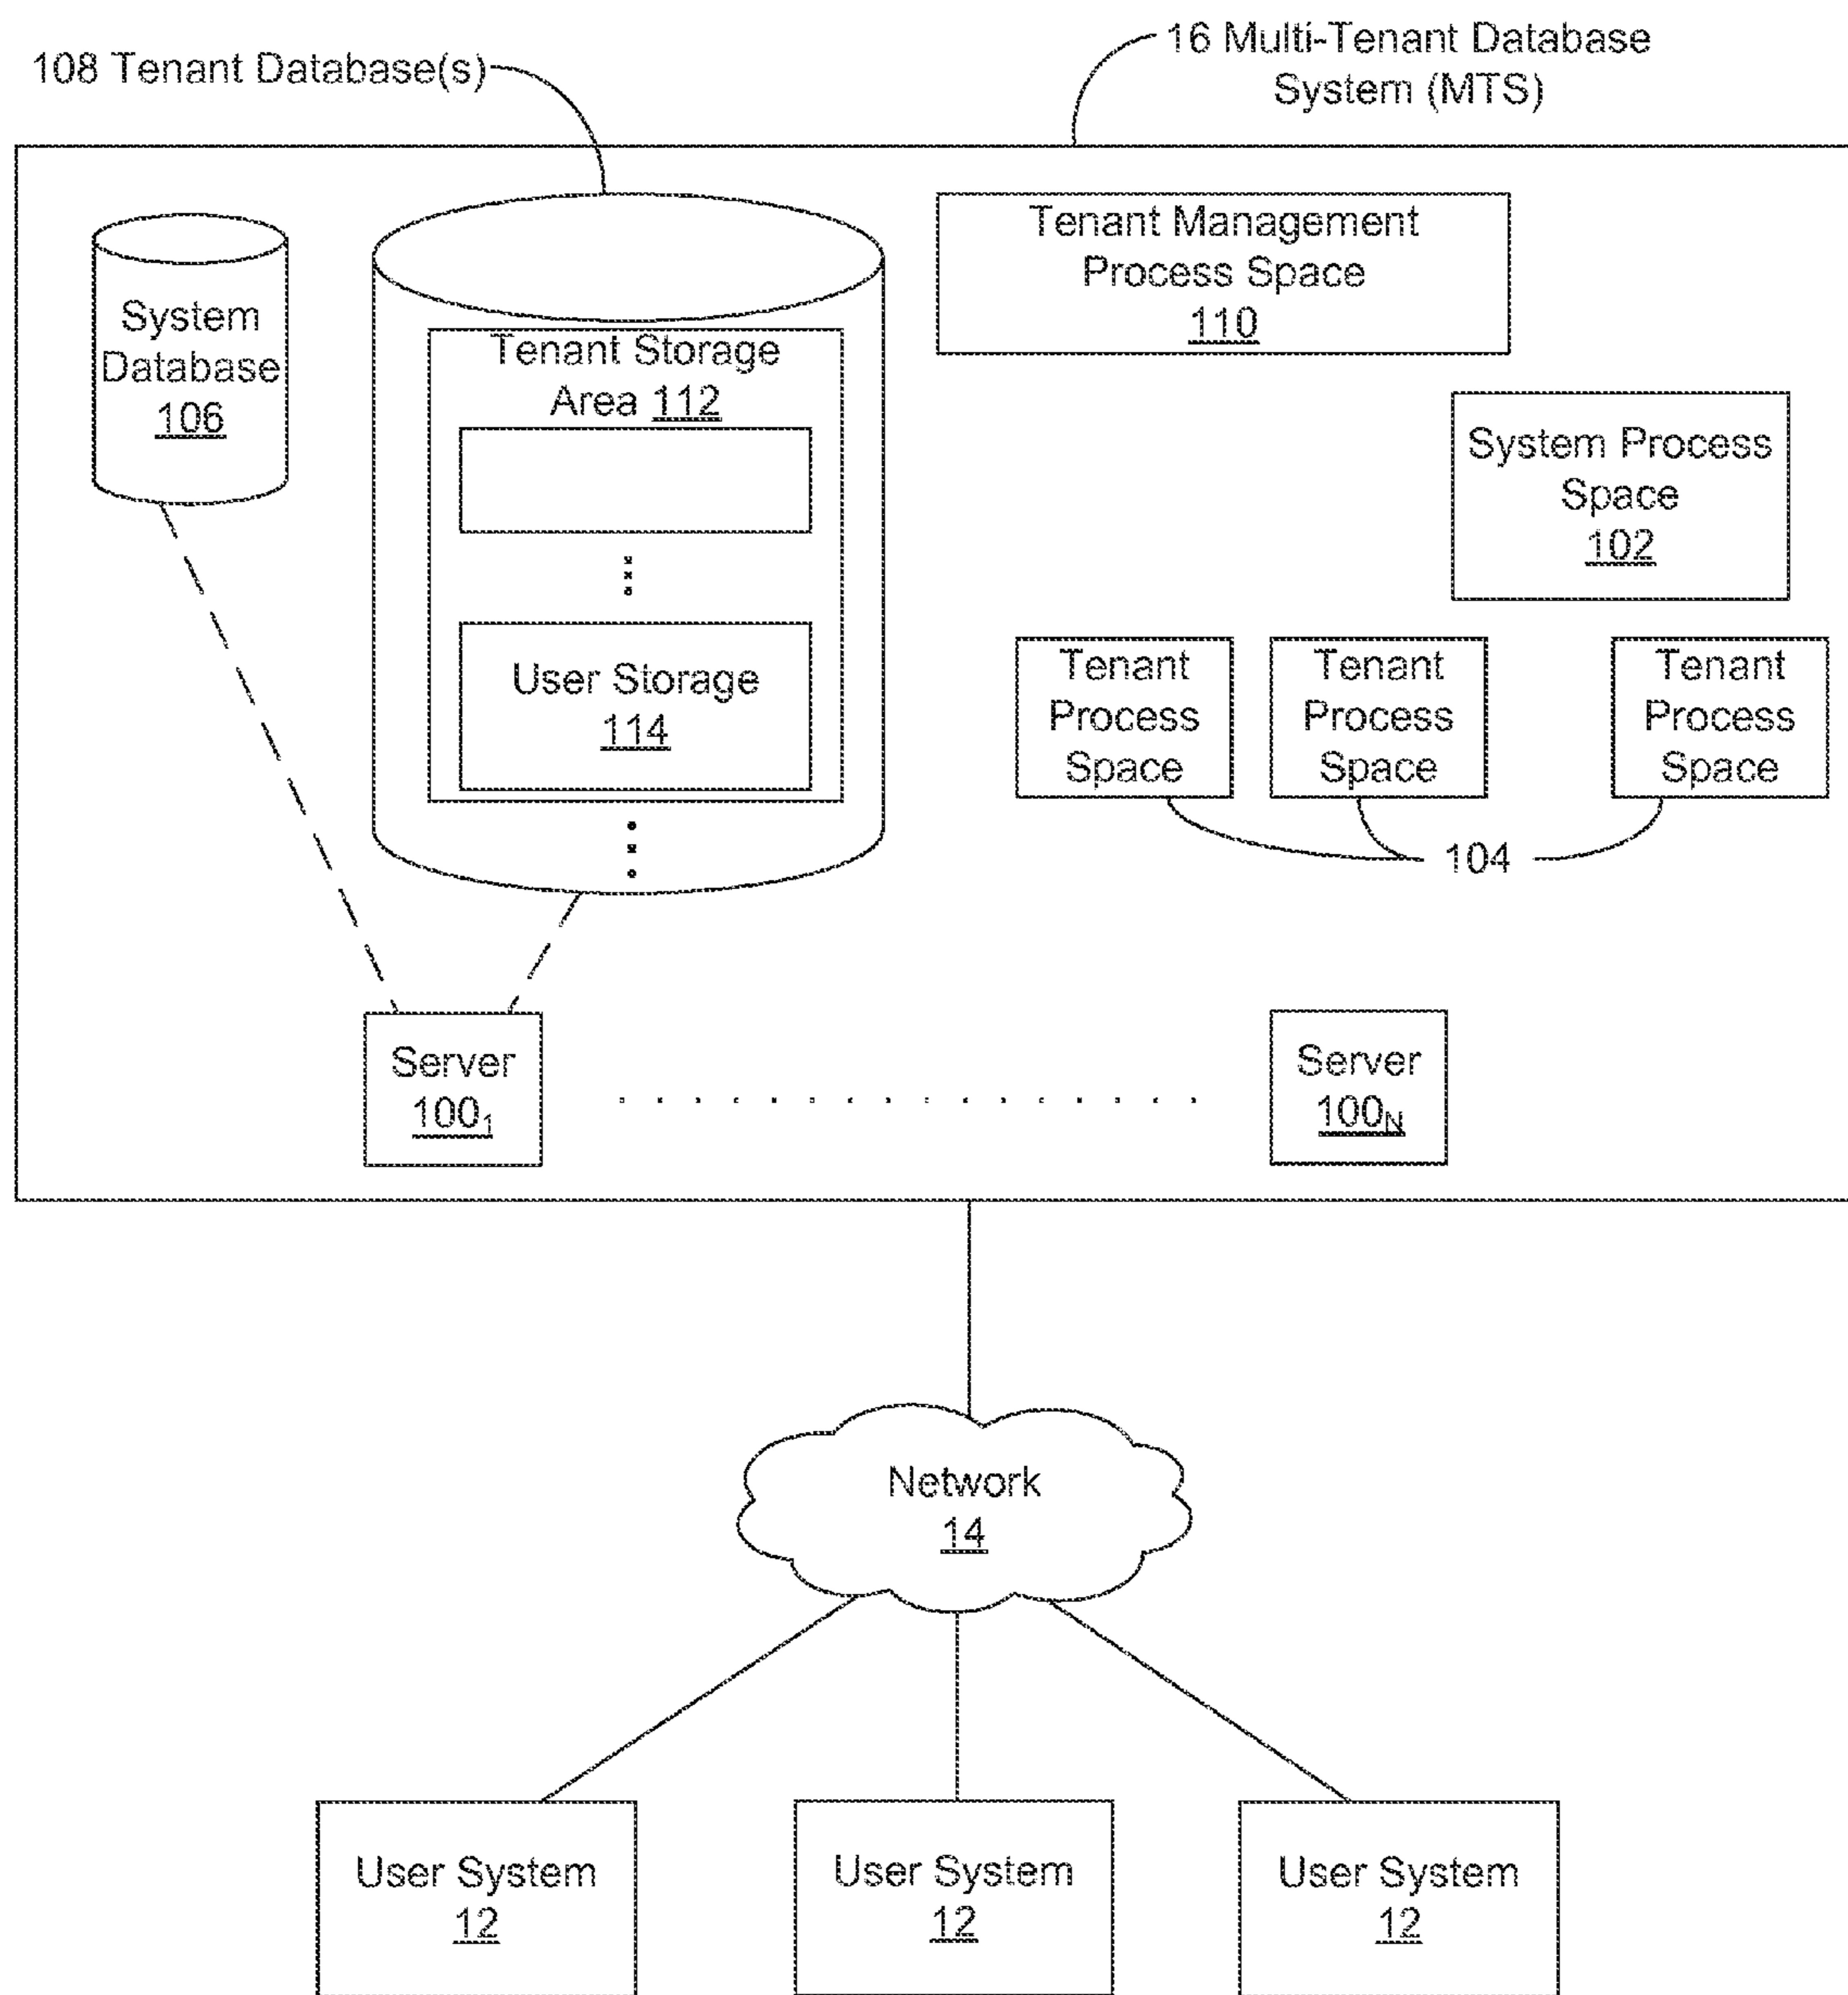 16 Multi-Tenant Database
System (MTS)
108 Tenant Database(s)
System
Database
106
Tenant Storage
Area 112
User Storage
114
Tenant Management
Process Space
110
System Process
Space
102
Tenant
Process
Space
Tenant
Process
Space
Tenant
Process
Space
104
Server
100₁
Server
100N
Network
14
User System
12
User System
12
User System
12